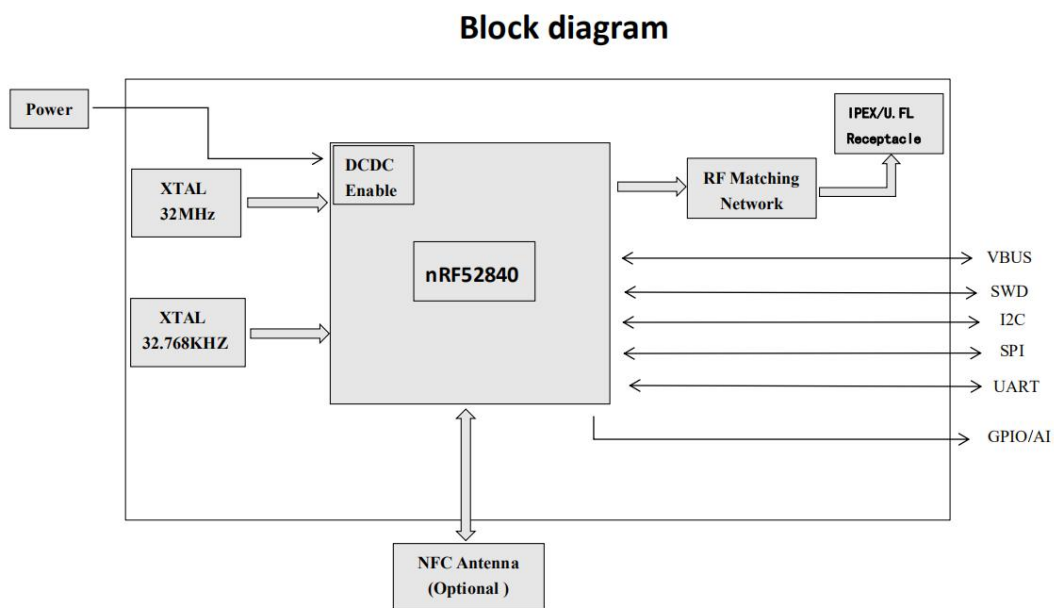 Block diagram
Power
IPEX/U.FL
Receptacle
DCDC
Enable
XTAL
32MHz
RF Matching
Network
nRF52840
VBUS
SWD
I2C
SPI
UART
GPIO/AI
XTAL
32.768KHZ
NFC Antenna
(Optional )